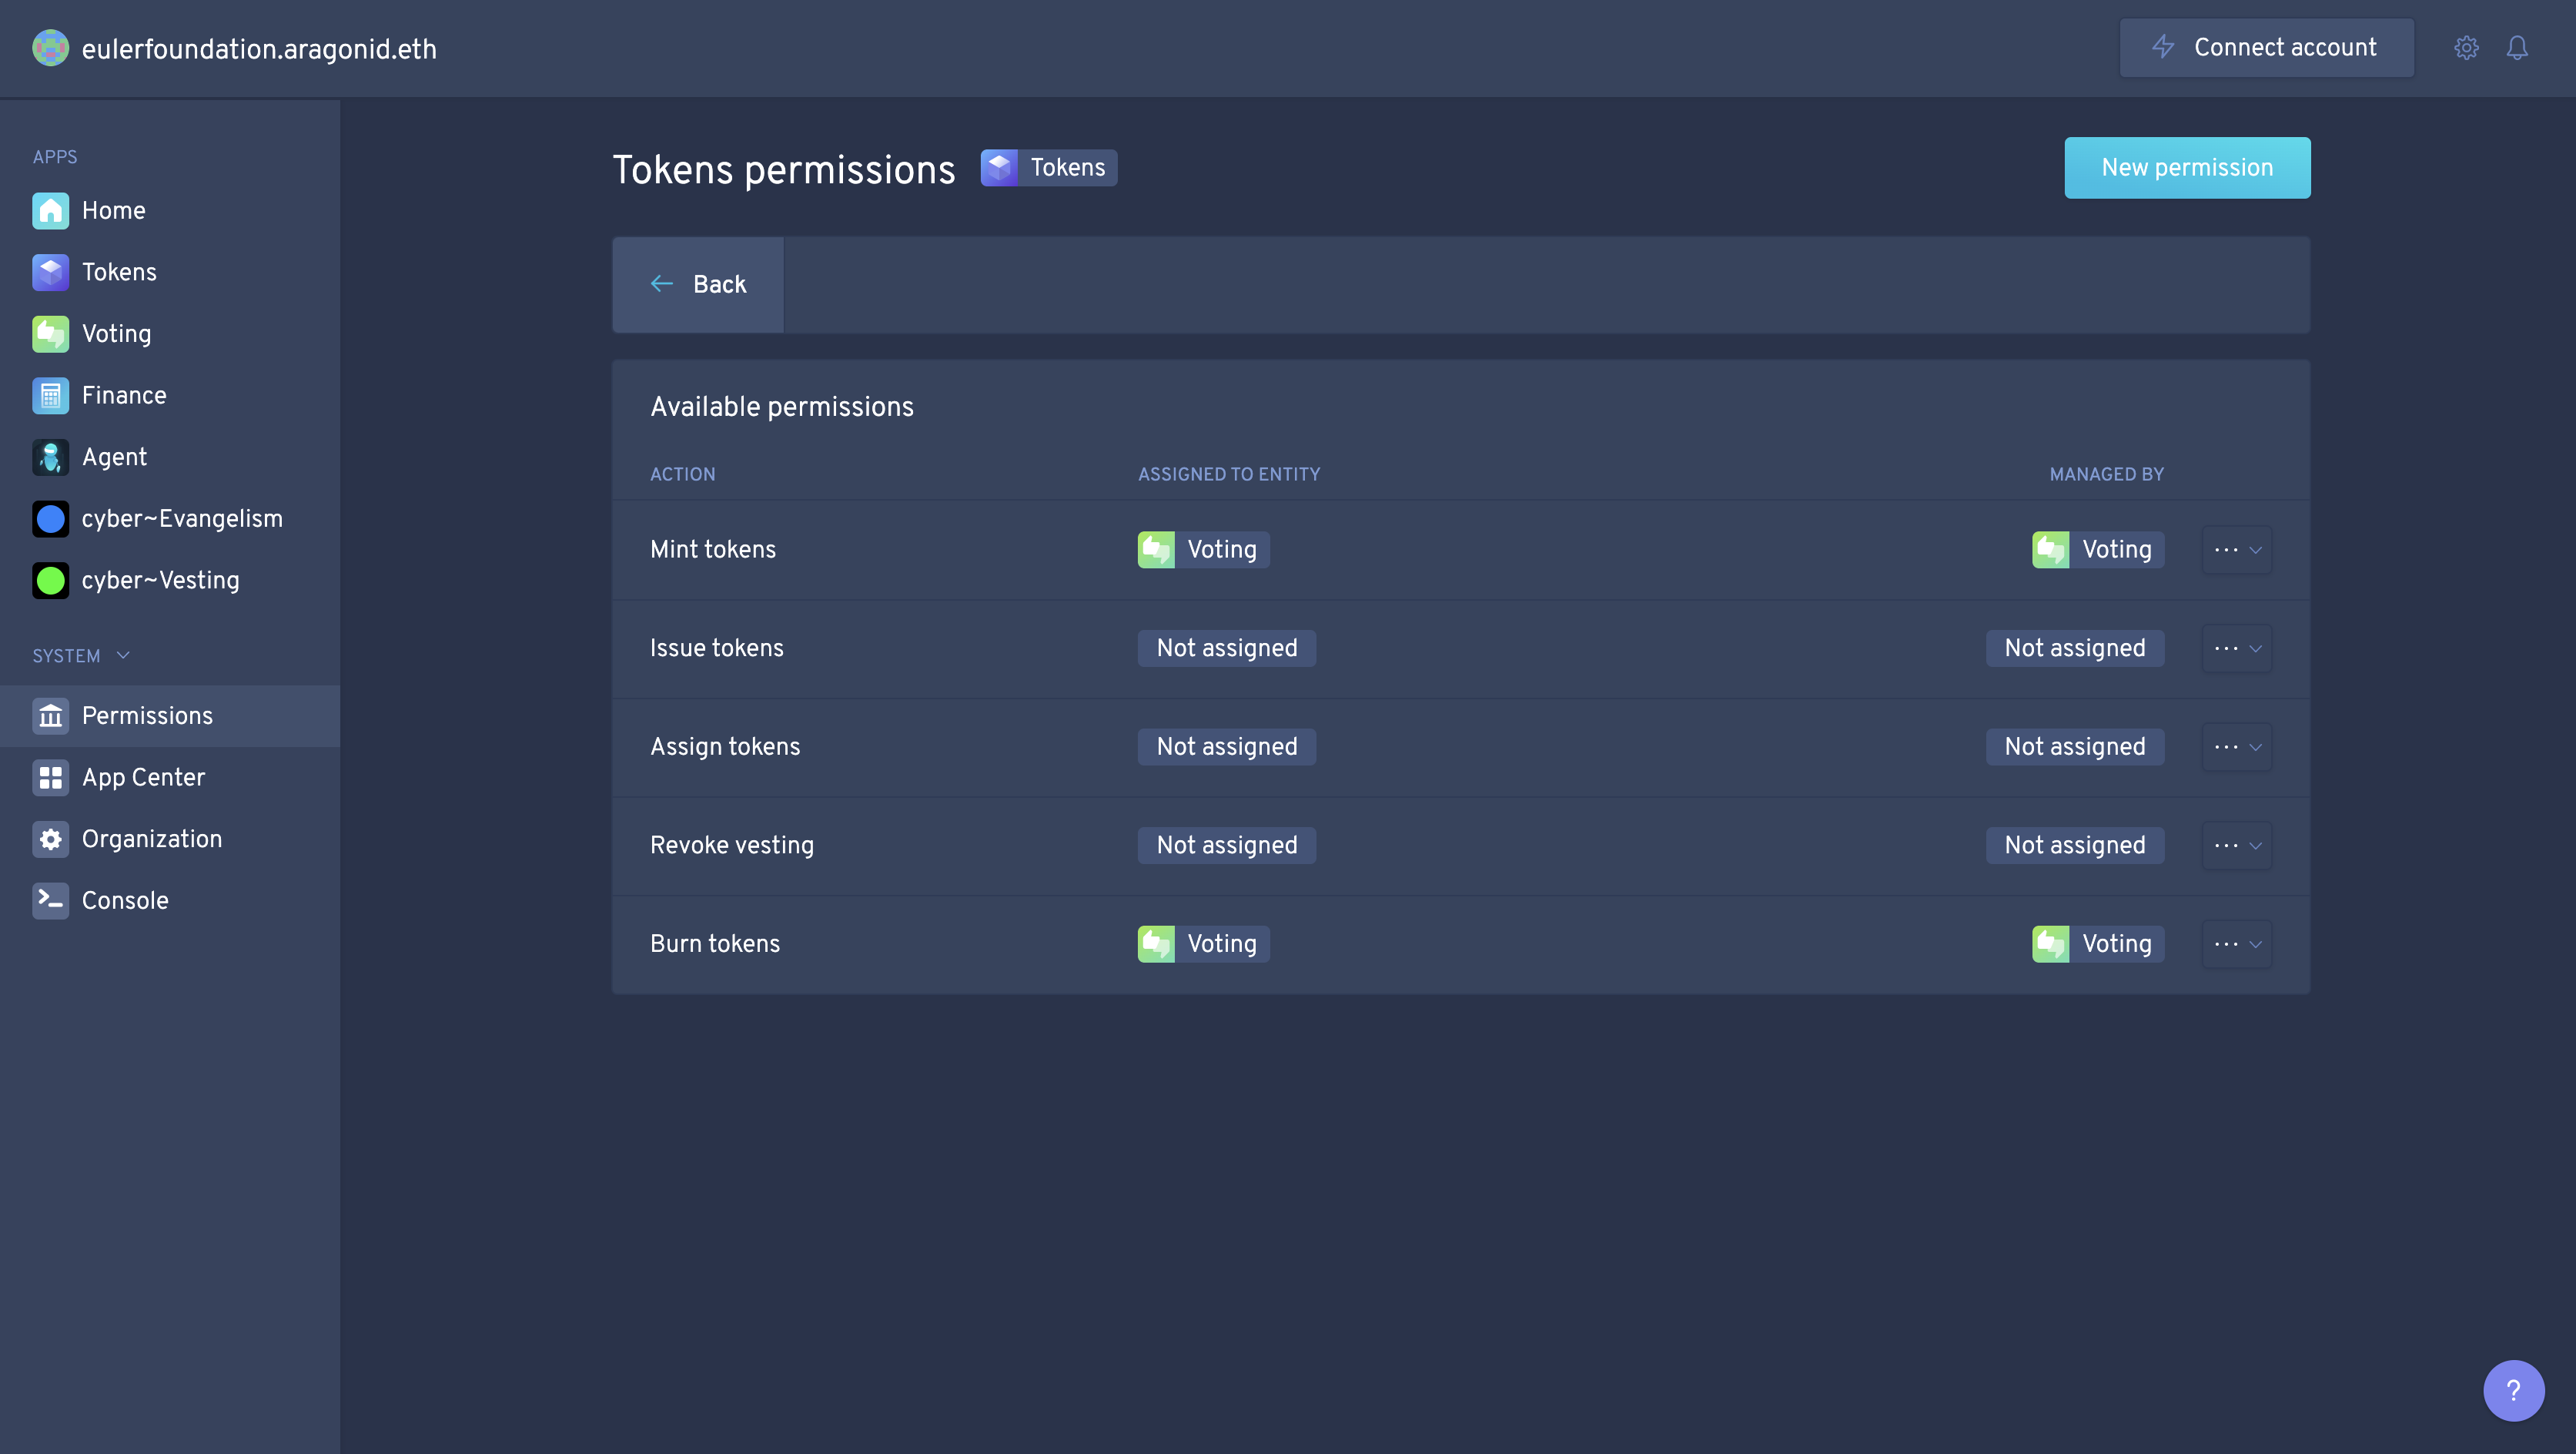 eulerfoundation.aragonid.eth
Connect account
APPS
Home
Tokens
Voting
Finance
Agent
cyber~Evangelism
cyber~Vesting
SYSTEM
Permissions
App Center
Organization
Console
Tokens permissions Tokens
New permission
Back
Available permissions
ACTION ASSIGNED TO ENTITY MANAGED BY
Mint tokens Voting Voting
Issue tokens Not assigned Not assigned
Assign tokens Not assigned Not assigned
Revoke vesting Not assigned Not assigned
Burn tokens Voting Voting
?